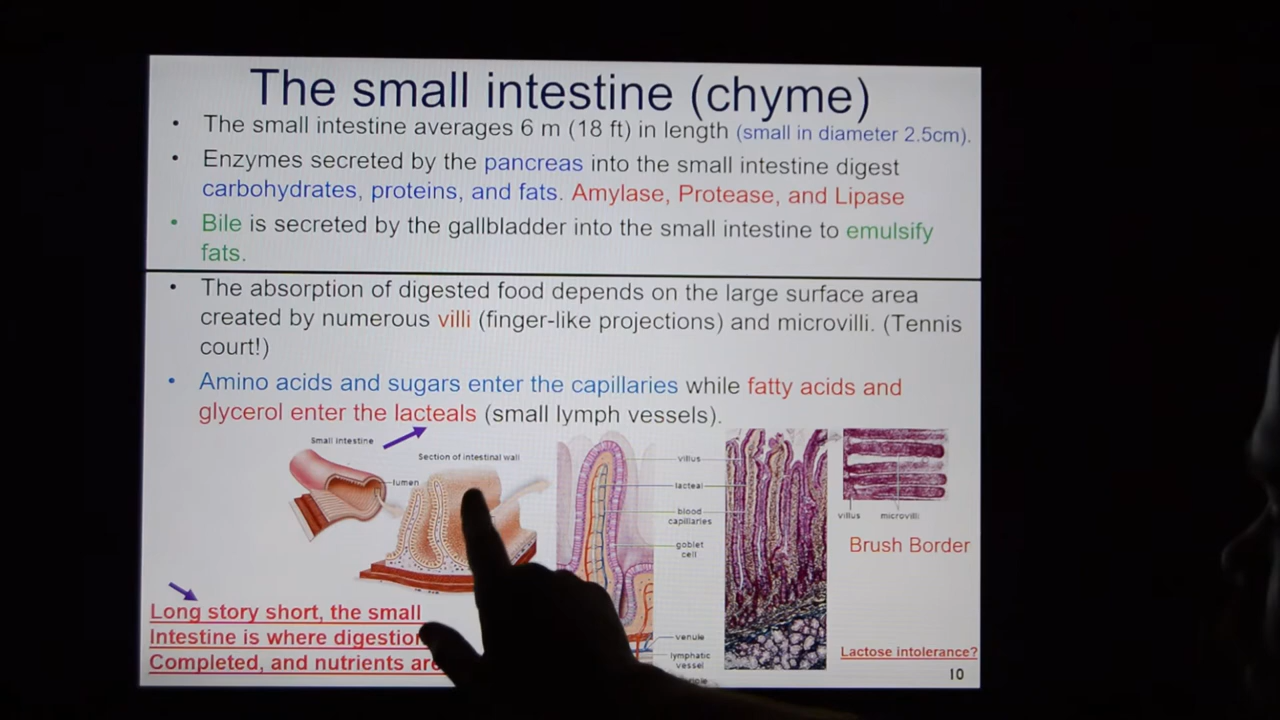 The small intestine (chyme)
• The small intestine averages 6 m (18 ft) in length (small in diameter 2.5cm).
• Enzymes secreted by the pancreas into the small intestine digest
carbohydrates, proteins, and fats. Amylase, Protease, and Lipase
• Bile is secreted by the gallbladder into the small intestine to emulsify
fats.
• The absorption of digested food depends on the large surface area
created by numerous villi (finger-like projections) and microvilli. (Tennis
court!)
• Amino acids and sugars enter the capillaries while fatty acids and
glycerol enter the lacteals (small lymph vessels).
Small intestine
lumen
Section of intestinal wall
villus
lacteal
blood
capillaries
goblet
cell
venule
lymphatic
vessel
villus
microvilli
Brush Border
Long story short, the small
Intestine is where
Completed, and nutrients
Lactose intolerance?
10